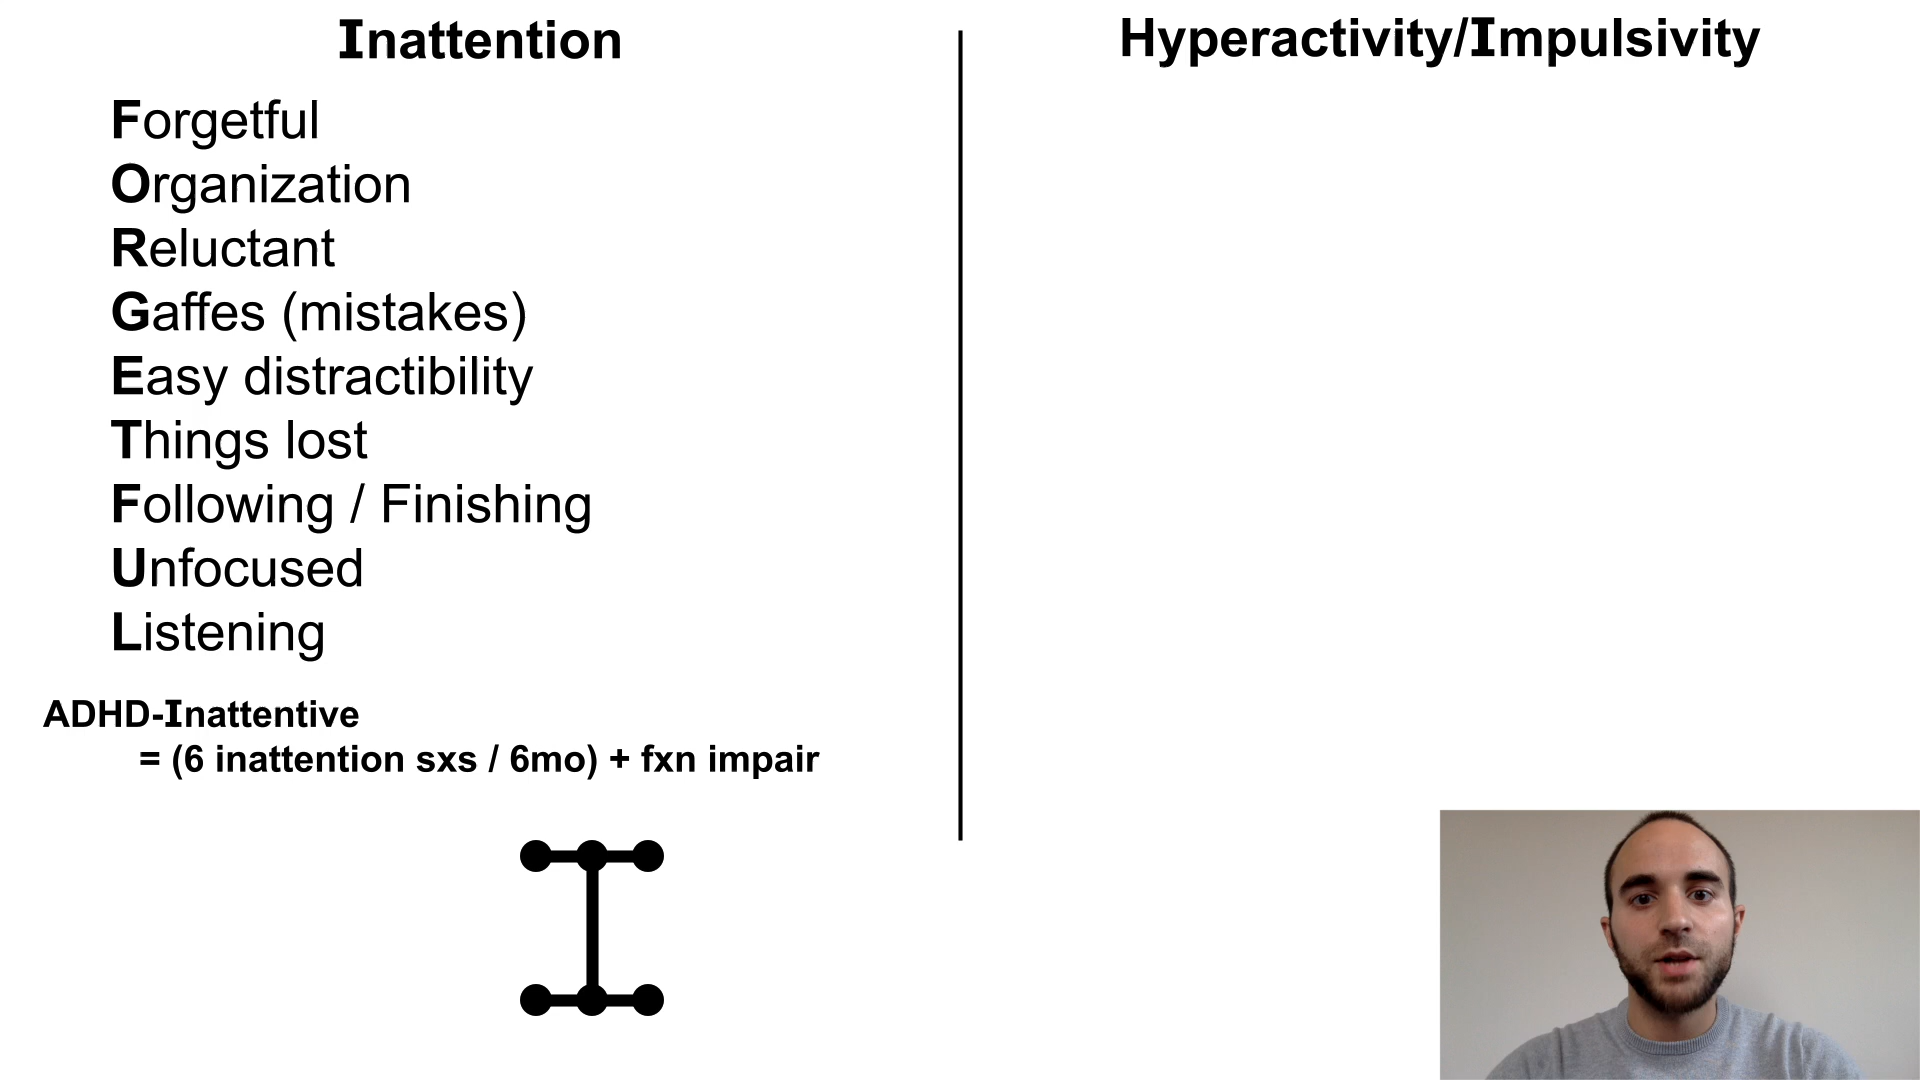 Inattention
Forgetful
Organization
Reluctant
Gaffes (mistakes)
Easy distractibility
Things lost
Following / Finishing
Unfocused
Listening
ADHD-Inattentive
= (6 inattention sxs / 6mo) + fxn impair
Hyperactivity/Impulsivity